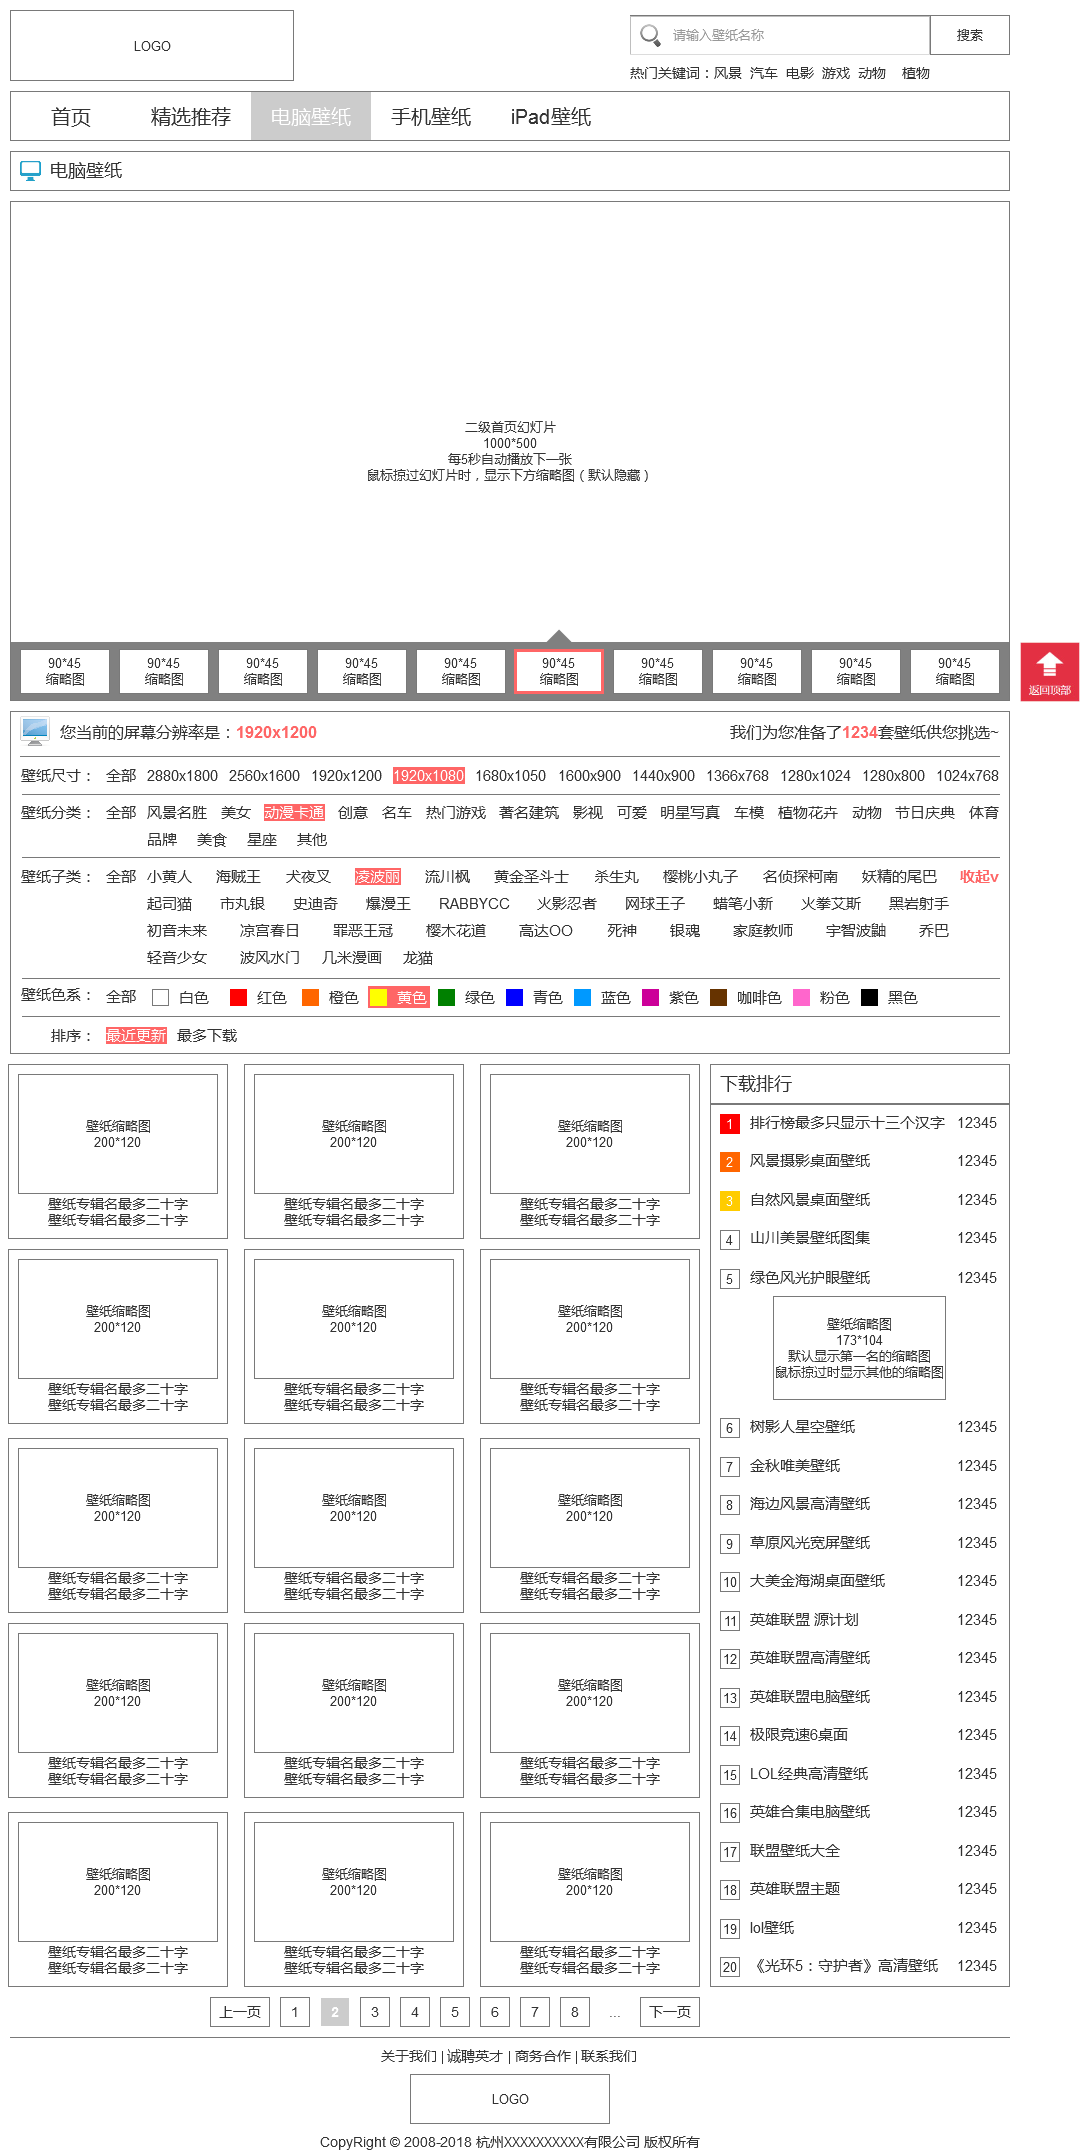 LOGO
请输入壁纸名称
搜索
热门关键词：风景 汽车 电影 游戏 动物 植物
首页 精选推荐 电脑壁纸 手机壁纸 iPad壁纸
电脑壁纸
二级首页幻灯片
1000*500
每5秒自动播放下一张
鼠标掠过幻灯片时，显示下方缩略图（默认隐藏）
90*45 90*45 90*45 90*45 90*45 90*45 90*45 90*45 90*45 90*45
缩略图 缩略图 缩略图 缩略图 缩略图 缩略图 缩略图 缩略图 缩略图 缩略图
返回顶部
您当前的屏幕分辨率是：1920x1200 我们为您准备了1234套壁纸供您挑选~
壁纸尺寸： 全部 2880x1800 2560x1600 1920x1200 1920x1080 1680x1050 1600x900 1440x900 1366x768 1280x1024 1280x800 1024x768
壁纸分类： 全部 风景名胜 美女 动漫卡通 创意 名车 热门游戏 著名建筑 影视 可爱 明星写真 车模 植物花卉 动物 节日庆典 体育
品牌 美食 星座 其他
壁纸子类： 全部 小黄人 海贼王 犬夜叉 凌波丽 流川枫 黄金圣斗士 杀生丸 樱桃小丸子 名侦探柯南 妖精的尾巴 收起v
起司猫 市丸银 史迪奇 爆漫王 RABBYCC 火影忍者 网球王子 蜡笔小新 火拳艾斯 黑岩射手
初音未来 凉宫春日 罪恶王冠 樱木花道 高达OO 死神 银魂 家庭教师 宇智波鼬 乔巴
轻音少女 波风水门 几米漫画 龙猫
壁纸色系： 全部 白色 红色 橙色 黄色 绿色 青色 蓝色 紫色 咖啡色 粉色 黑色
排序： 最近更新 最多下载
壁纸缩略图 壁纸缩略图 壁纸缩略图
200*120 200*120 200*120
壁纸专辑名最多二十字 壁纸专辑名最多二十字 壁纸专辑名最多二十字
壁纸专辑名最多二十字 壁纸专辑名最多二十字 壁纸专辑名最多二十字
壁纸缩略图 壁纸缩略图 壁纸缩略图
200*120 200*120 200*120
壁纸专辑名最多二十字 壁纸专辑名最多二十字 壁纸专辑名最多二十字
壁纸专辑名最多二十字 壁纸专辑名最多二十字 壁纸专辑名最多二十字
壁纸缩略图 壁纸缩略图 壁纸缩略图
200*120 200*120 200*120
壁纸专辑名最多二十字 壁纸专辑名最多二十字 壁纸专辑名最多二十字
壁纸专辑名最多二十字 壁纸专辑名最多二十字 壁纸专辑名最多二十字
壁纸缩略图 壁纸缩略图 壁纸缩略图
200*120 200*120 200*120
壁纸专辑名最多二十字 壁纸专辑名最多二十字 壁纸专辑名最多二十字
壁纸专辑名最多二十字 壁纸专辑名最多二十字 壁纸专辑名最多二十字
壁纸缩略图 壁纸缩略图 壁纸缩略图
200*120 200*120 200*120
壁纸专辑名最多二十字 壁纸专辑名最多二十字 壁纸专辑名最多二十字
壁纸专辑名最多二十字 壁纸专辑名最多二十字 壁纸专辑名最多二十字
下载排行
1 排行榜最多只显示十三个汉字 12345
2 风景摄影桌面壁纸 12345
3 自然风景桌面壁纸 12345
4 山川美景壁纸图集 12345
5 绿色风光护眼壁纸 12345
壁纸缩略图
173*104
默认显示第一名的缩略图
鼠标掠过时显示其他的缩略图
6 树影人星空壁纸 12345
7 金秋唯美壁纸 12345
8 海边风景高清壁纸 12345
9 草原风光宽屏壁纸 12345
10 大美金海湖桌面壁纸 12345
11 英雄联盟 源计划 12345
12 英雄联盟高清壁纸 12345
13 英雄联盟电脑壁纸 12345
14 极限竞速6桌面 12345
15 LOL经典高清壁纸 12345
16 英雄合集电脑壁纸 12345
17 联盟壁纸大全 12345
18 英雄联盟主题 12345
19 lol壁纸 12345
20 《光环5：守护者》高清壁纸 12345
上一页 1 2 3 4 5 6 7 8 ... 下一页
关于我们 | 诚聘英才 | 商务合作 | 联系我们
LOGO
CopyRight © 2008-2018 杭州XXXXXXXXXX有限公司 版权所有